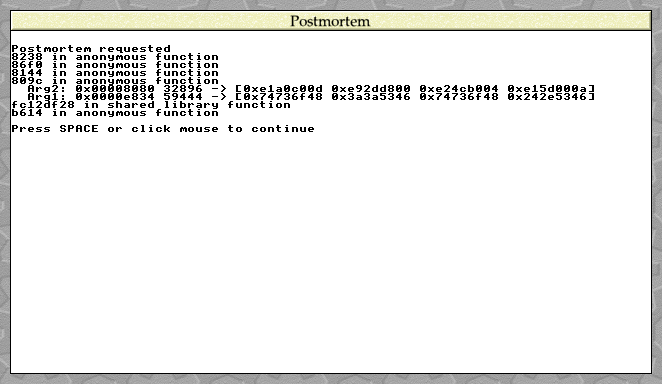 Postmortem
Postmortem requested
8238 in anonymous function
86f0 in anonymous function
8144 in anonymous function
809c in anonymous function
Arg2: 0x00008080 32896 -> [0xe1a0c00d 0xe92dd800 0xe24cb004 0xe15d000a]
Arg1: 0x0000e834 59444 -> [0x74736f48 0x3a3a5346 0x74736f48 0x242e5346]
fc12df28 in shared library function
b614 in anonymous function
Press SPACE or click mouse to continue